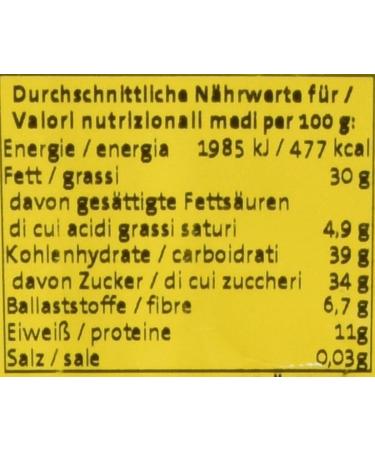 Durchschnittliche Nährwerte für /
Valori nutrizionali medi per 100 g:
Energie / energia 1985 kJ / 477 kcal
Fett / grassi 30 g
davon gesättigte Fettsäuren
di cui acidi grassi saturi 4,9 g
Kohlenhydrate / carboidrati 39 g
davon Zucker / di cui zuccheri 34 g
Ballaststoffe / fibre 6,7 g
Eiweiß / proteine 11g
Salz / sale 0,03g